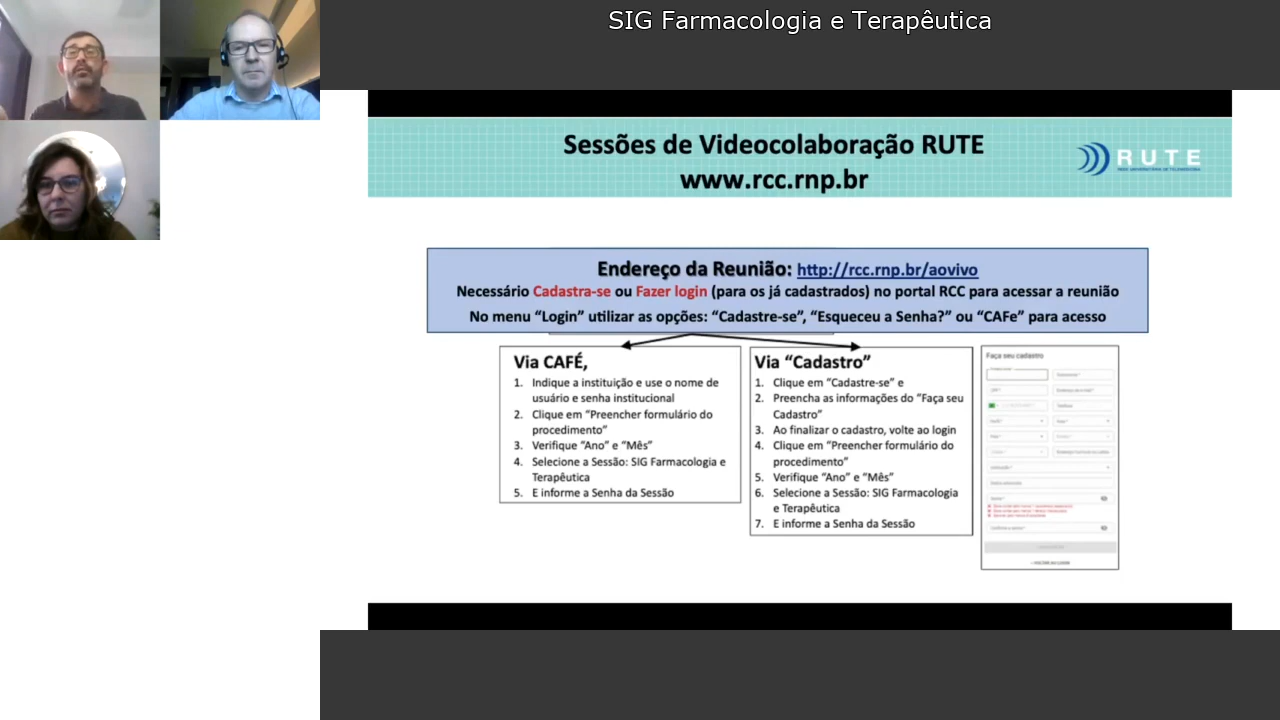 SIG Farmacologia e Terapêutica
Sessões de Videocolaboração RUTE
www.rcc.rnp.br
RUTE
Endereço da Reunião: http://rcc.rnp.br/aovivo
Necessário Cadastra-se ou Fazer login (para os já cadastrados) no portal RCC para acessar a reunião
No menu “Login” utilizar as opções: “Cadastre-se”, “Esqueceu a Senha?” ou “CAFe” para acesso
Via CAFÉ,
1. Indique a instituição e use o nome de
usuário e senha institucional
2. Clique em “Preencher formulário do
procedimento”
3. Verifique “Ano” e “Mês”
4. Selecione a Sessão: SIG Farmacologia e
Terapêutica
5. E informe a Senha da Sessão
Via “Cadastro”
1. Clique em “Cadastre-se” e
2. Preencha as informações do “Faça seu
Cadastro”
3. Ao finalizar o cadastro, volte ao login
4. Clique em “Preencher formulário do
procedimento”
5. Verifique “Ano” e “Mês”
6. Selecione a Sessão: SIG Farmacologia
e Terapêutica
7. E informe a Senha da Sessão
Faça seu cadastro